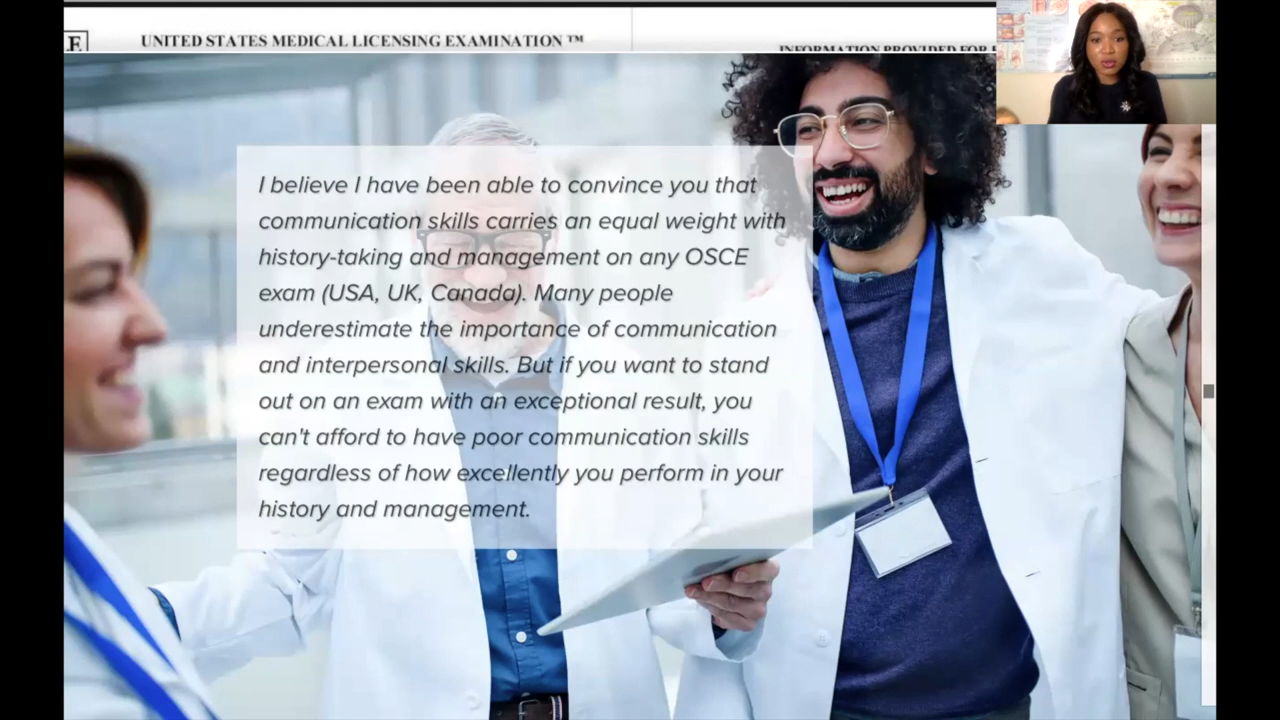 E
UNITED STATES MEDICAL LICENSING EXAMINATION ™
INFORMATION PROVIDED FOR
I believe I have been able to convince you that
communication skills carries an equal weight with
history-taking and management on any OSCE
exam (USA, UK, Canada). Many people
underestimate the importance of communication
and interpersonal skills. But if you want to stand
out on an exam with an exceptional result, you
can't afford to have poor communication skills
regardless of how excellently you perform in your
history and management.